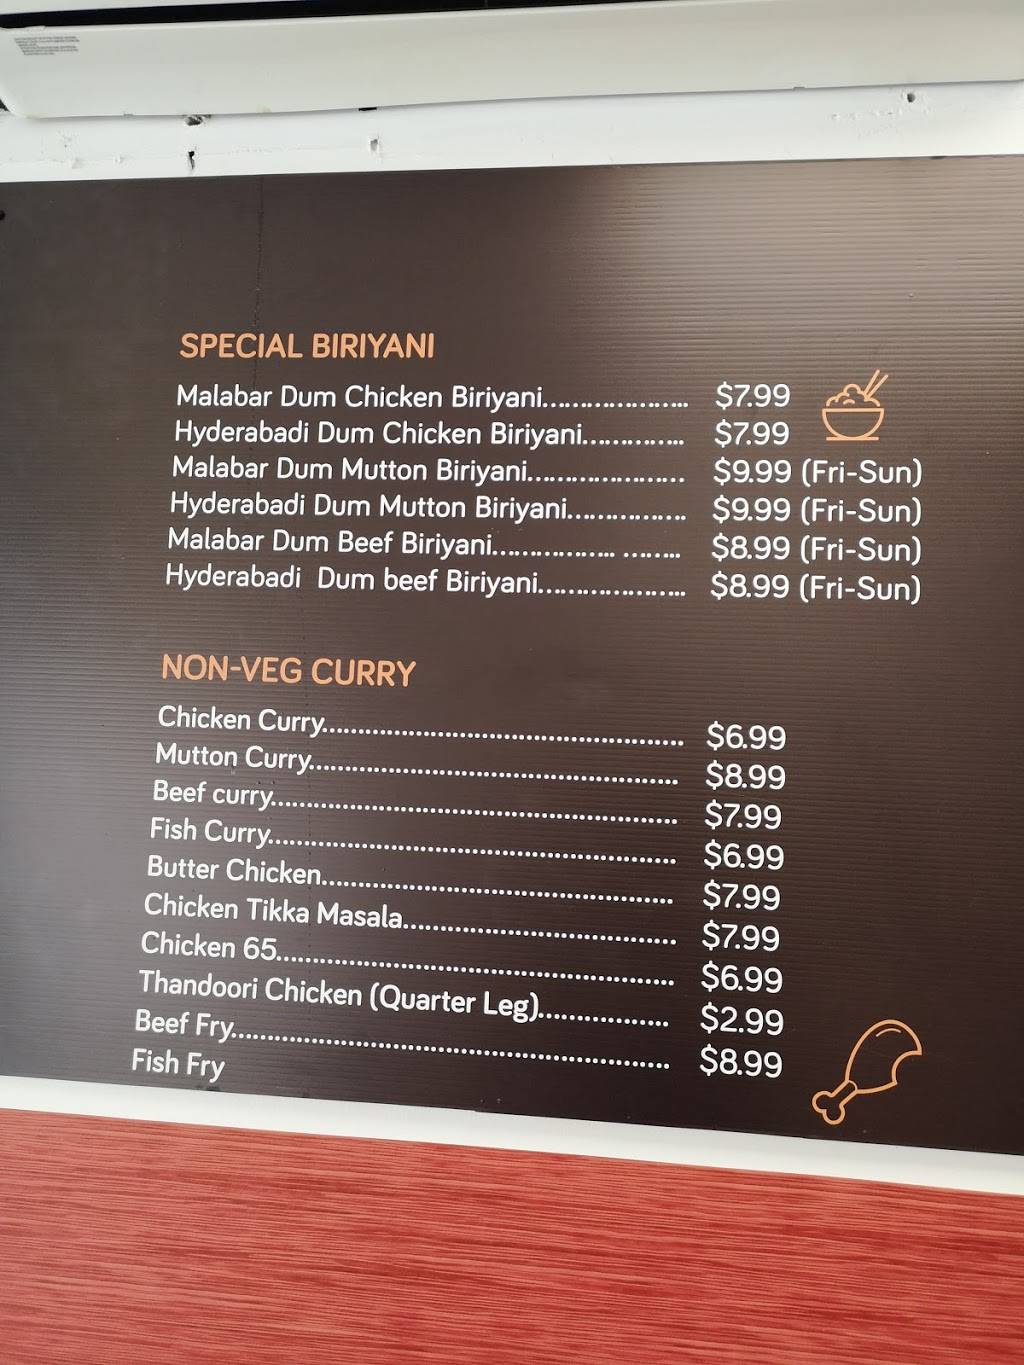 SPECIAL BIRIYANI
Malabar Dum Chicken Biriyani.................... $7.99
Hyderabadi Dum Chicken Biriyani.............. $7.99
Malabar Dum Mutton Biriyani..................... $9.99 (Fri-Sun)
Hyderabadi Dum Mutton Biriyani................ $9.99 (Fri-Sun)
Malabar Dum Beef Biriyani................ ........ $8.99 (Fri-Sun)
Hyderabadi  Dum beef Biriyani.................... $8.99 (Fri-Sun)
NON-VEG CURRY
Chicken Curry.................................................. $6.99
Mutton Curry................................................... $8.99
Beef curry........................................................ $7.99
Fish Curry........................................................ $6.99
Butter Chicken................................................ $7.99
Chicken Tikka Masala..................................... $7.99
Chicken 65...................................................... $6.99
Thandoori Chicken (Quarter Leg)................. $2.99
Beef Fry........................................................... $8.99
Fish Fry